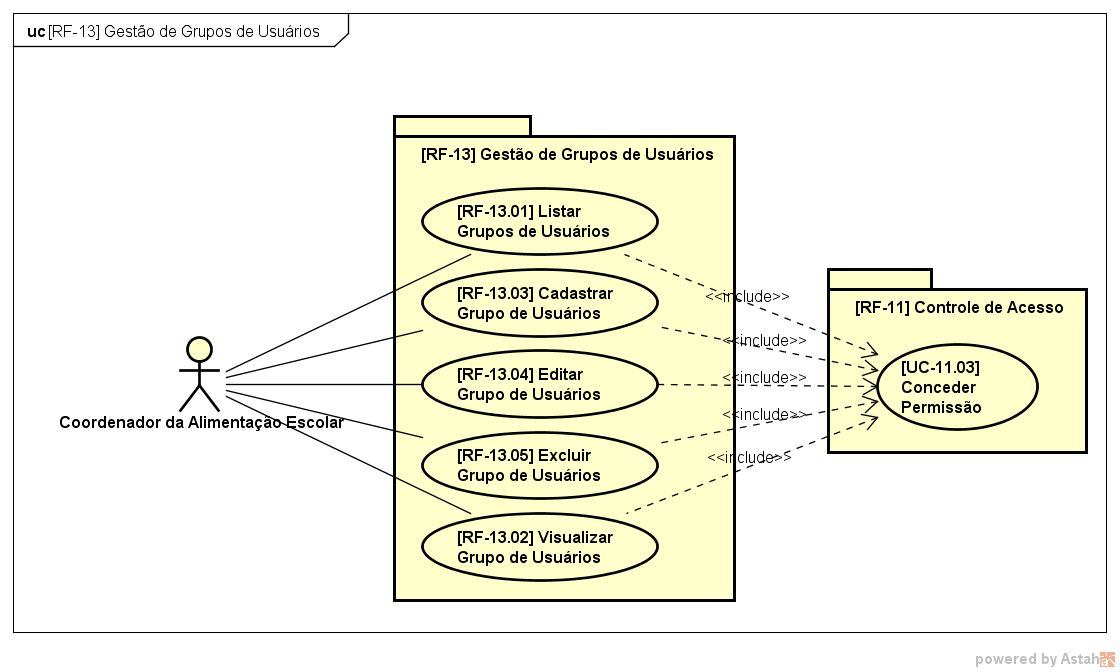 uc [RF-13] Gestão de Grupos de Usuários
[RF-13] Gestão de Grupos de Usuários
[RF-13.01] Listar
Grupos de Usuários
[RF-13.03] Cadastrar
Grupo de Usuários
[RF-13.04] Editar
Grupo de Usuários
[RF-13.05] Excluir
Grupo de Usuários
[RF-13.02] Visualizar
Grupo de Usuários
Coordenador da Alimentação Escolar
<<include>>
<<include>>
<<include>>
<<include>>
<<include>>
[RF-11] Controle de Acesso
[UC-11.03]
Conceder
Permissão
powered by Astah